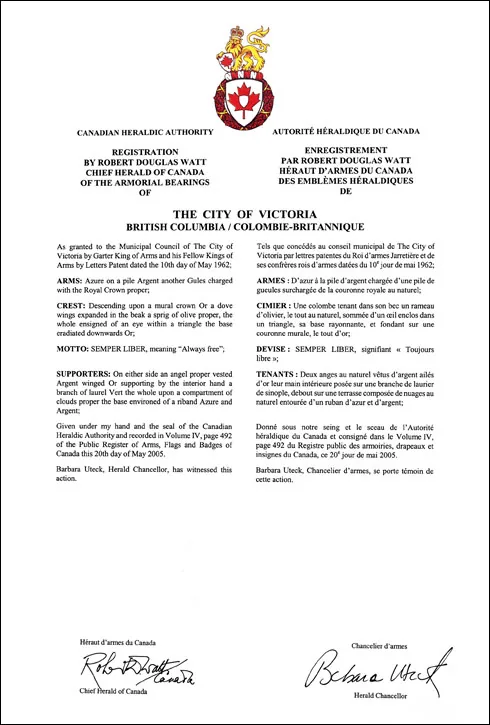 CANADIAN HERALDIC AUTHORITY
REGISTRATION
BY ROBERT DOUGLAS WATT
CHIEF HERALD OF CANADA
OF THE ARMORIAL BEARINGS
OF
AUTORITÉ HÉRALDIQUE DU CANADA
ENREGISTREMENT
PAR ROBERT DOUGLAS WATT
HÉRAUT D'ARMES DU CANADA
DES EMBLÈMES HÉRALDIQUES
DE
THE CITY OF VICTORIA
BRITISH COLUMBIA / COLOMBIE-BRITANNIQUE
As granted to the Municipal Council of The City of
Victoria by Garter King of Arms and his Fellow Kings of
Arms by Letters Patent dated the 10th day of May 1962;
ARMS: Azure on a pile Argent another Gules charged
with the Royal Crown proper;
CREST: Descending upon a mural crown Or a dove
wings expanded in the beak a sprig of olive proper, the
whole ensigned of an eye within a triangle the base
eradiated downwards Or;
MOTTO: SEMPER LIBER, meaning “Always free”;
SUPPORTERS: On either side an angel proper vested
Argent winged Or supporting by the interior hand a
branch of laurel Vert the whole upon a compartment of
clouds proper the base environed of a riband Azure and
Argent;
Given under my hand and the seal of the Canadian
Heraldic Authority and recorded in Volume IV, page 492
of the Public Register of Arms, Flags and Badges of
Canada this 20th day of May 2005.
Barbara Uteck, Herald Chancellor, has witnessed this
action.
Tels que concédés au conseil municipal de The City of
Victoria par lettres patentes du Roi d'armes Jarretière et de
ses confrères rois d'armes datées du 10e jour de mai 1962;
ARMES : D'azur à la pile d'argent chargée d'une pile de
gueules surchargée de la couronne royale au naturel;
CIMIER : Une colombe tenant dans son bec un rameau
d'olivier, le tout au naturel, sommée d'un œil enclos dans
un triangle, sa base rayonnante, et fondant sur une
couronne murale, le tout d'or;
DEVISE : SEMPER LIBER, signifiant « Toujours
libre »;
TENANTS : Deux anges au naturel vêtus d'argent ailés
d'or leur main intérieure posée sur une branche de laurier
de sinople, debout sur une terrasse composée de nuages au
naturel entourée d'un ruban d'azur et d'argent;
Donné sous notre seing et le sceau de l'Autorité
héraldique du Canada et consigné dans le Volume IV,
page 492 du Registre public des armoiries, drapeaux et
insignes du Canada, ce 20e jour de mai 2005.
Barbara Uteck, Chancelier d'armes, se porte témoin de
cette action.
Héraut d'armes du Canada
Robert D Watt
Canada
Chief Herald of Canada
Chancelier d'armes
Barbara Uteck
Herald Chancellor